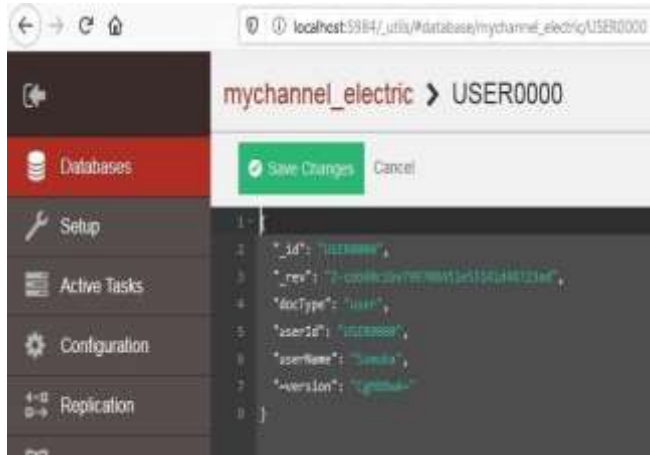 localhost:5984/_utils/#database/mychannel_electric/USER0000
mychannel_electric > USER0000
Databases
Save Changes Cancel
Setup
Active Tasks
Configuration
Replication
1 {
2 "_id": "USER0000",
3 "_rev":
4 "docType": "user",
5 "userId": "USER0000",
6 "userName":
7 "~version":
8 }